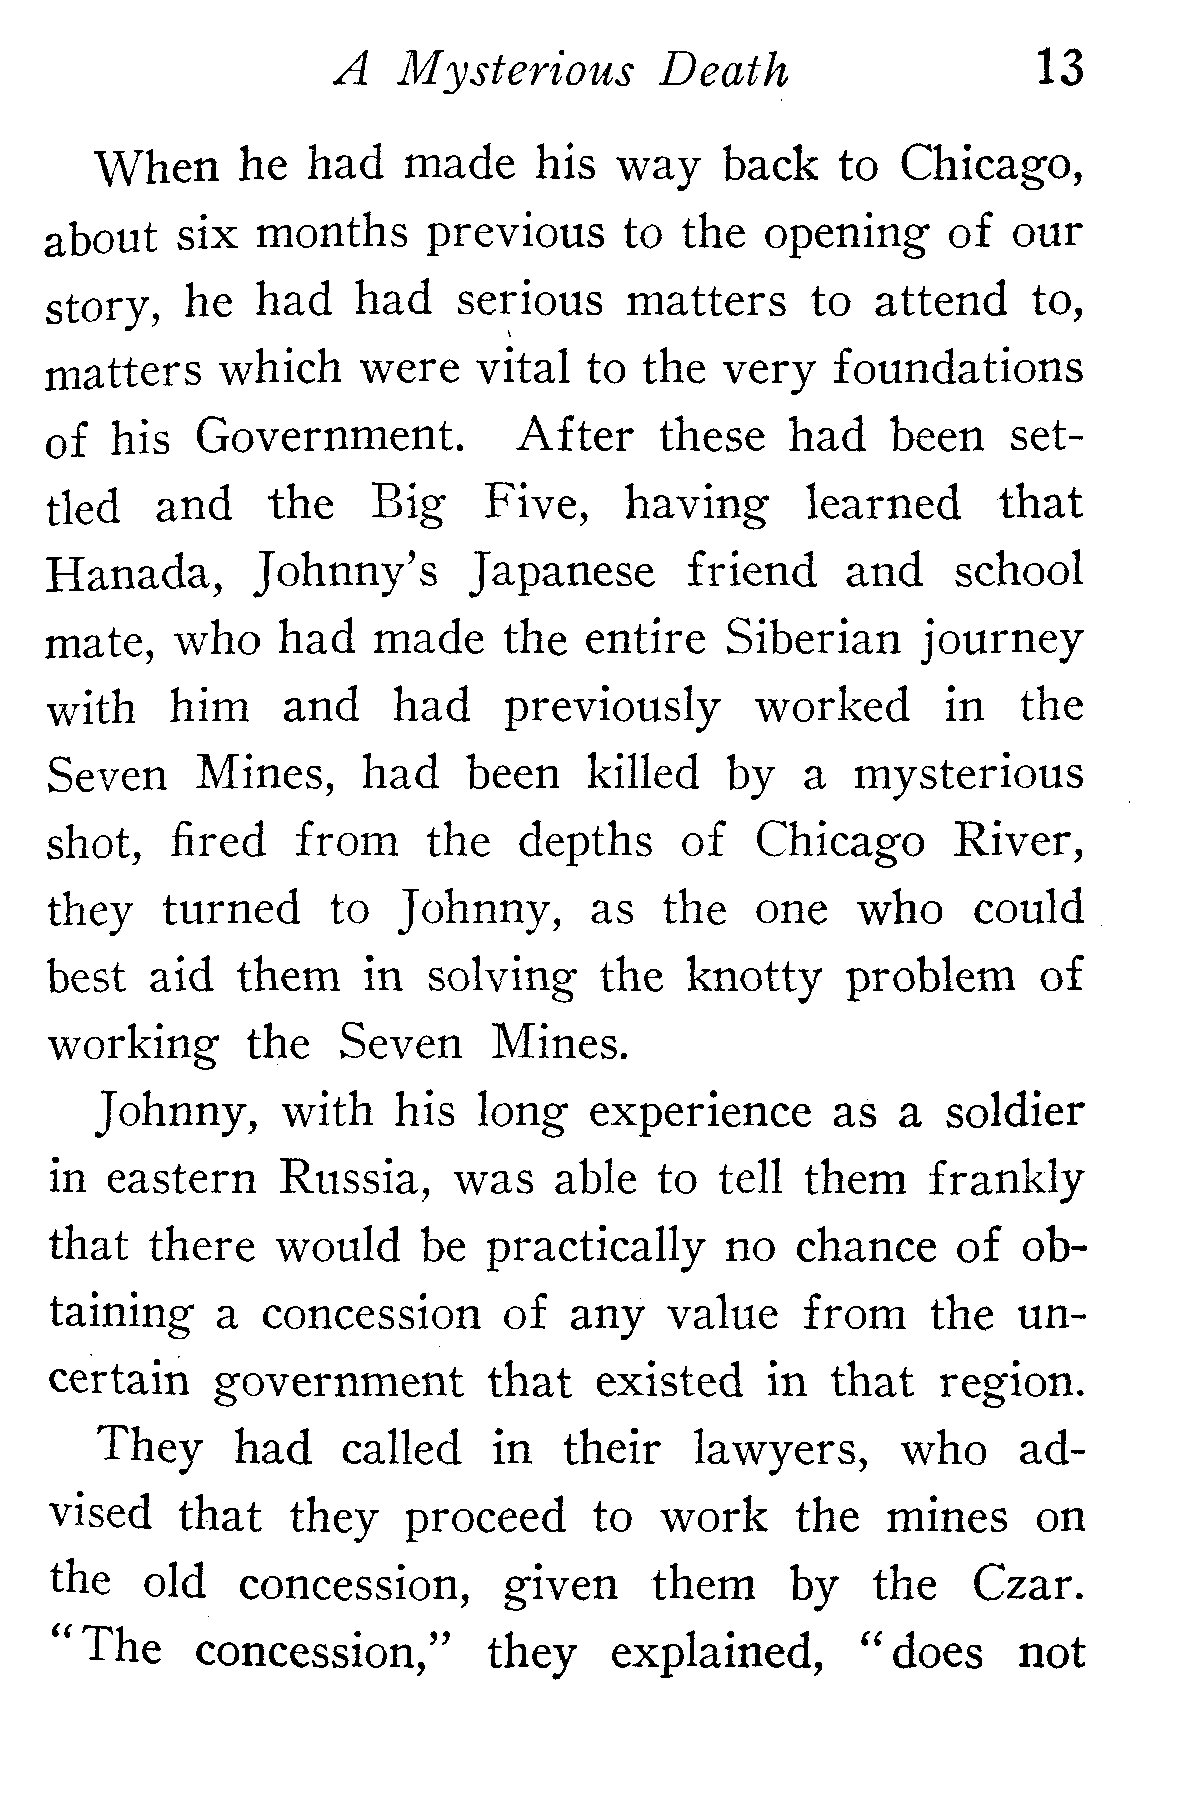 A Mysterious Death 13
When he had made his way back to Chicago,
about six months previous to the opening of our
story, he had had serious matters to attend to,
matters which were vital to the very foundations
of his Government. After these had been set-
tled and the Big Five, having learned that
Hanada, Johnny's Japanese friend and school
mate, who had made the entire Siberian journey
with him and had previously worked in the
Seven Mines, had been killed by a mysterious
shot, fired from the depths of Chicago River,
they turned to Johnny, as the one who could
best aid them in solving the knotty problem of
working the Seven Mines.
Johnny, with his long experience as a soldier
in eastern Russia, was able to tell them frankly
that there would be practically no chance of ob-
taining a concession of any value from the un-
certain government that existed in that region.
They had called in their lawyers, who ad-
vised that they proceed to work the mines on
the old concession, given them by the Czar.
“The concession,” they explained, “does not